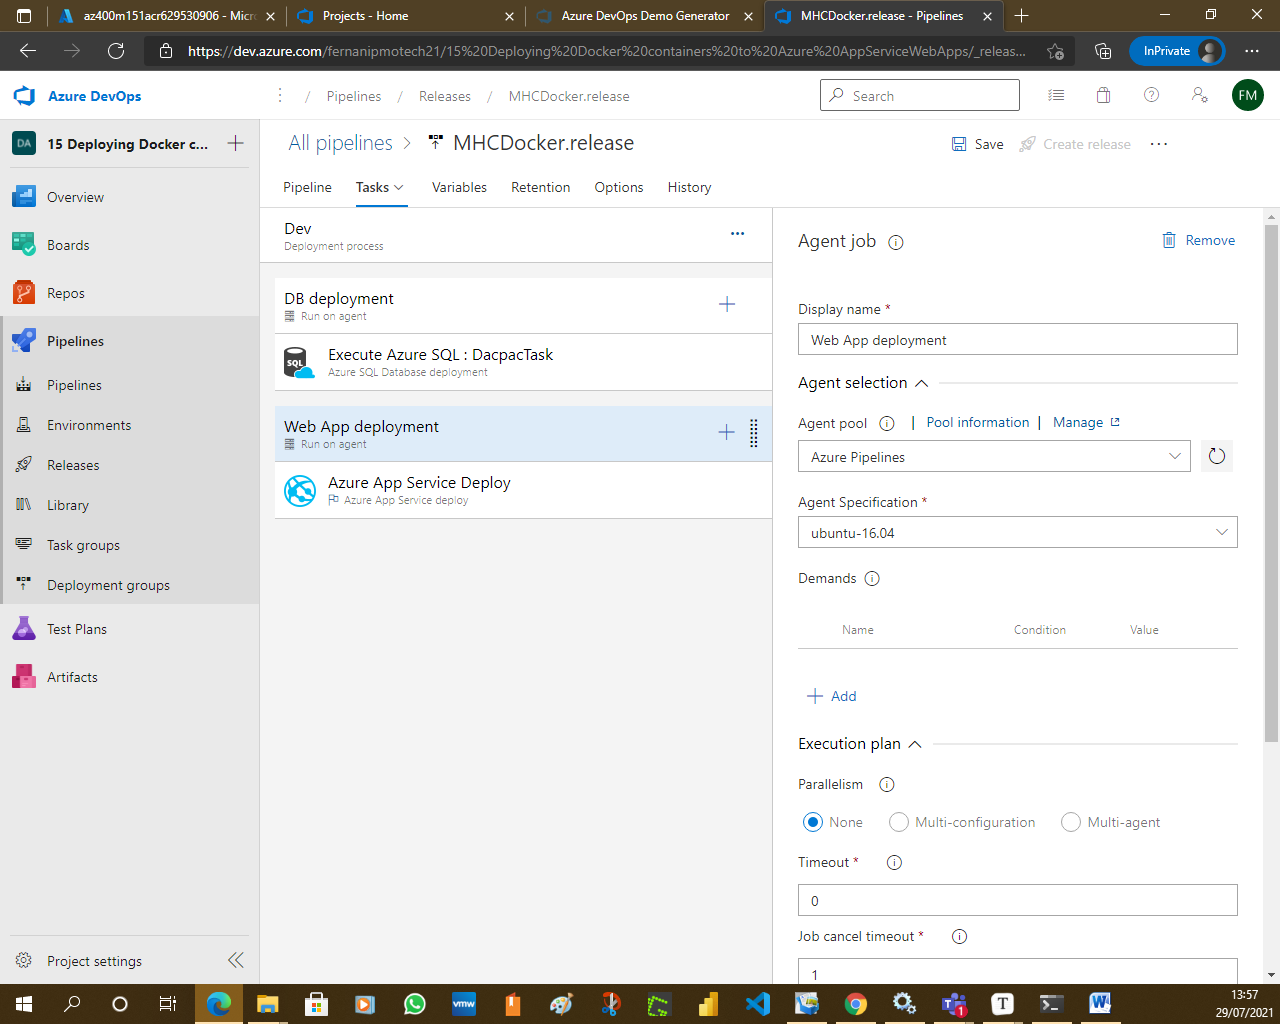 az400m151acr629530906 - Micr
Projects - Home
Azure DevOps Demo Generator
MHCDocker.release - Pipelines
https://dev.azure.com/fernanipmotech21/15%20Deploying%20Docker%20containers%20to%20Azure%20AppServiceWebApps/_releas...
InPrivate
Azure DevOps
/ Pipelines / Releases / MHCDocker.release
Search
FM
DA
15 Deploying Docker c...
Overview
Boards
Repos
Pipelines
Pipelines
Environments
Releases
Library
Task groups
Deployment groups
Test Plans
Artifacts
Project settings
All pipelines > MHCDocker.release
Save
Create release
Pipeline
Tasks
Variables
Retention
Options
History
Dev
Deployment process
DB deployment
Run on agent
SQL
Execute Azure SQL : DacpacTask
Azure SQL Database deployment
Web App deployment
Run on agent
Azure App Service Deploy
Azure App Service deploy
Agent job
Remove
Display name *
Web App deployment
Agent selection
Agent pool | Pool information | Manage
Azure Pipelines
Agent Specification *
ubuntu-16.04
Demands
Name Condition Value
Add
Execution plan
Parallelism
None Multi-configuration Multi-agent
Timeout *
0
Job cancel timeout *
1
vmw
1
T
W
13:57
29/07/2021